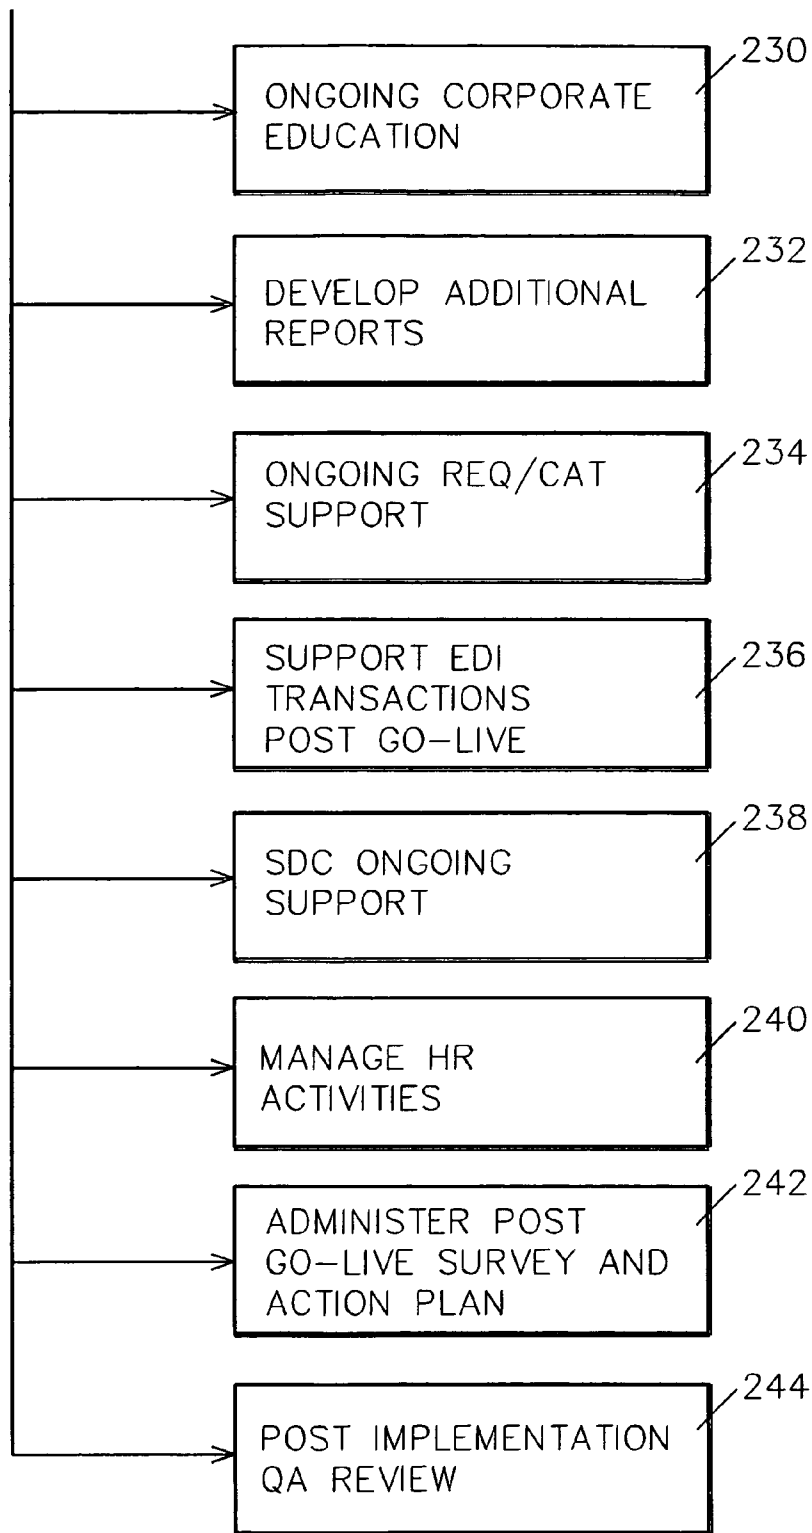 230
ONGOING CORPORATE
EDUCATION
232
DEVELOP ADDITIONAL
REPORTS
234
ONGOING REQ/CAT
SUPPORT
236
SUPPORT EDI
TRANSACTIONS
POST GO-LIVE
238
SDC ONGOING
SUPPORT
240
MANAGE HR
ACTIVITIES
242
ADMINISTER POST
GO-LIVE SURVEY AND
ACTION PLAN
244
POST IMPLEMENTATION
QA REVIEW